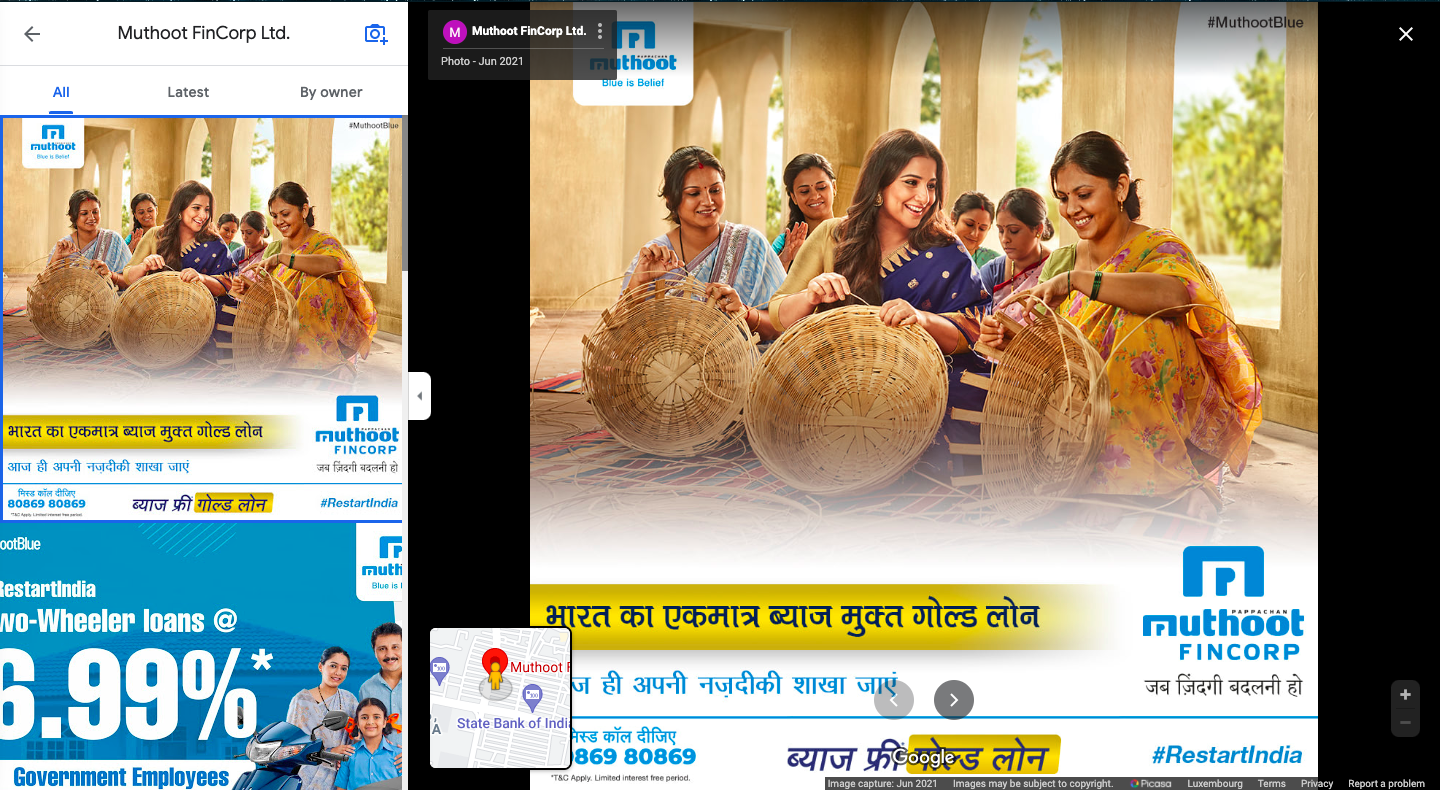 Muthoot FinCorp Ltd.
All
Latest
By owner
#MuthootBlue
muthoot
Blue is Belief
भारत का एकमात्र ब्याज मुक्त गोल्ड लोन
आज ही अपनी नज़दीकी शाखा जाएं
PAPPACHAN
muthoot
FINCORP
जब ज़िंदगी बदलनी हो
मिस्ड कॉल दीजिए
80869 80869
*T&C Apply. Limited interest free period.
ब्याज फ्री गोल्ड लोन
#RestartIndia
ootBlue
muth
Blue is
RestartIndia
wo-Wheeler loans @
6.99%*
Government Employees
M Muthoot FinCorp Ltd.
Photo - Jun 2021
#MuthootBlue
muthoot
Blue is Belief
भारत का एकमात्र ब्याज मुक्त गोल्ड लोन
ज ही अपनी नज़दीकी शाखा जाएं
PAPPACHAN
muthoot
FINCORP
जब ज़िंदगी बदलनी हो
मिस्ड कॉल दीजिए
869 80869
*T&C Apply. Limited interest free period.
ब्याज फ्री गोल्ड लोन
#RestartIndia
Muthoot F
State Bank of Indi
Google
Image capture: Jun 2021 Images may be subject to copyright. Picasa Luxembourg Terms Privacy Report a problem